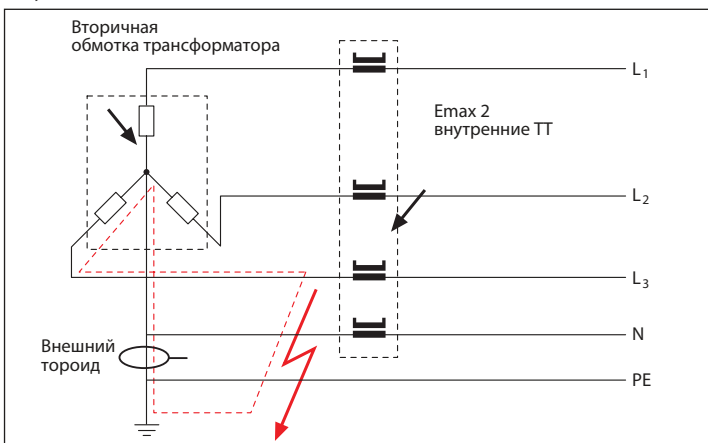 Вторичная
обмотка трансформатора
L1
Emax 2
внутренние ТТ
L2
L3
N
Внешний
тороид
PE